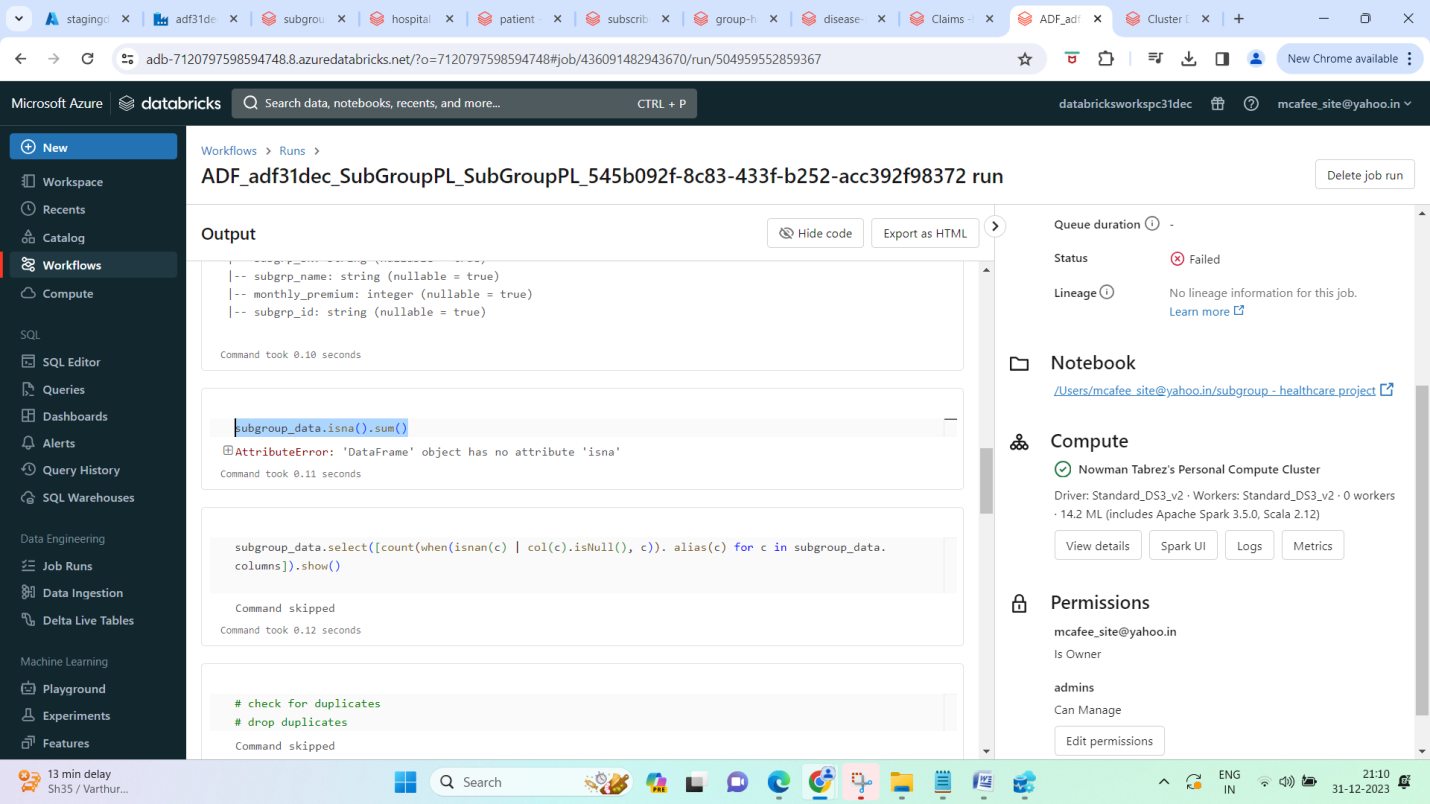 stagingd
adf31de
subgrou
hospital
patient -
subscrib
group-h
disease-
Claims -
ADF_adf
Cluster D
adb-7120797598594748.8.azuredatabricks.net/?o=7120797598594748#job/436091482943670/run/504959552859367
New Chrome available
Microsoft Azure
databricks
Search data, notebooks, recents, and more...
CTRL + P
databricksworkspc31dec
mcafee_site@yahoo.in
New
Workspace
Recents
Catalog
Workflows
Compute
SQL
SQL Editor
Queries
Dashboards
Alerts
Query History
SQL Warehouses
Data Engineering
Job Runs
Data Ingestion
Delta Live Tables
Machine Learning
Playground
Experiments
Features
Workflows > Runs >
ADF_adf31dec_SubGroupPL_SubGroupPL_545b092f-8c83-433f-b252-acc392f98372 run
Delete job run
Output
Hide code
Export as HTML
|-- subgrp_name: string (nullable = true)
|-- monthly_premium: integer (nullable = true)
|-- subgrp_id: string (nullable = true)
Command took 0.10 seconds
subgroup_data.isna().sum()
AttributeError: 'DataFrame' object has no attribute 'isna'
Command took 0.11 seconds
subgroup_data.select([count(when(isnan(c) | col(c).isNull(), c)). alias(c) for c in subgroup_data.
columns]).show()
Command skipped
Command took 0.12 seconds
# check for duplicates
# drop duplicates
Command skipped
Queue duration -
Status Failed
Lineage No lineage information for this job.
Learn more
Notebook
/Users/mcafee_site@yahoo.in/subgroup - healthcare project
Compute
Nowman Tabrez's Personal Compute Cluster
Driver: Standard_DS3_v2 · Workers: Standard_DS3_v2 · 0 workers
· 14.2 ML (includes Apache Spark 3.5.0, Scala 2.12)
View details
Spark UI
Logs
Metrics
Permissions
mcafee_site@yahoo.in
Is Owner
admins
Can Manage
Edit permissions
13 min delay
Sh35 / Varthur...
Search
PRE
ENG
IN
21:10
31-12-2023